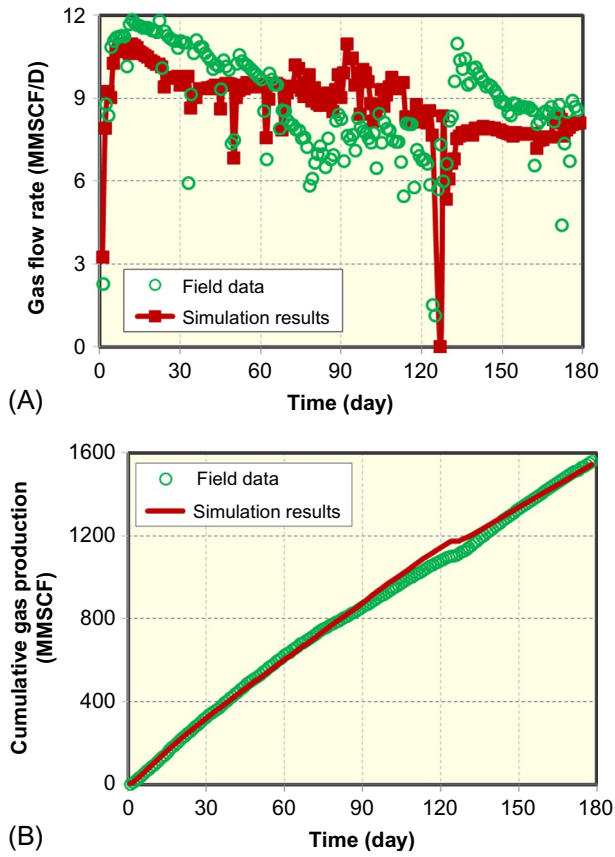 12
9
6
3
0
Gas flow rate (MMSCF/D)
Field data
Simulation results
0 30 60 90 120 150 180
Time (day)
(A)
1600
1200
800
400
0
Cumulative gas production
(MMSCF)
Field data
Simulation results
0 30 60 90 120 150 180
Time (day)
(B)